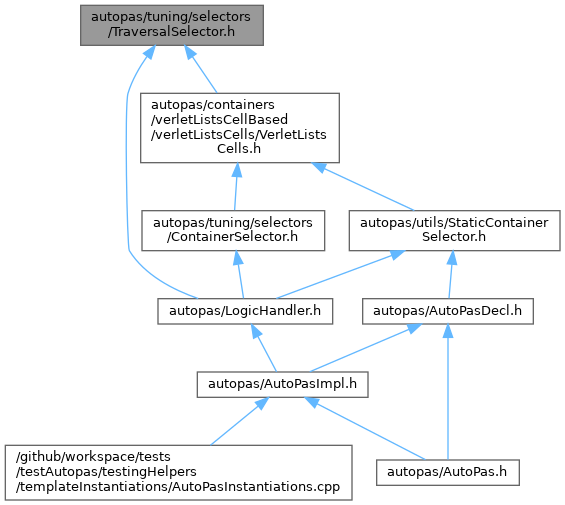 autopas/tuning/selectors
/TraversalSelector.h
autopas/containers
/verletListsCellBased
/verletListsCells/VerletLists
Cells.h
autopas/tuning/selectors
/ContainerSelector.h
autopas/utils/StaticContainer
Selector.h
autopas/LogicHandler.h
autopas/AutoPasDecl.h
autopas/AutoPasImpl.h
/github/workspace/tests
/testAutopas/testingHelpers
/templateInstantiations/AutoPasInstantiations.cpp
autopas/AutoPas.h